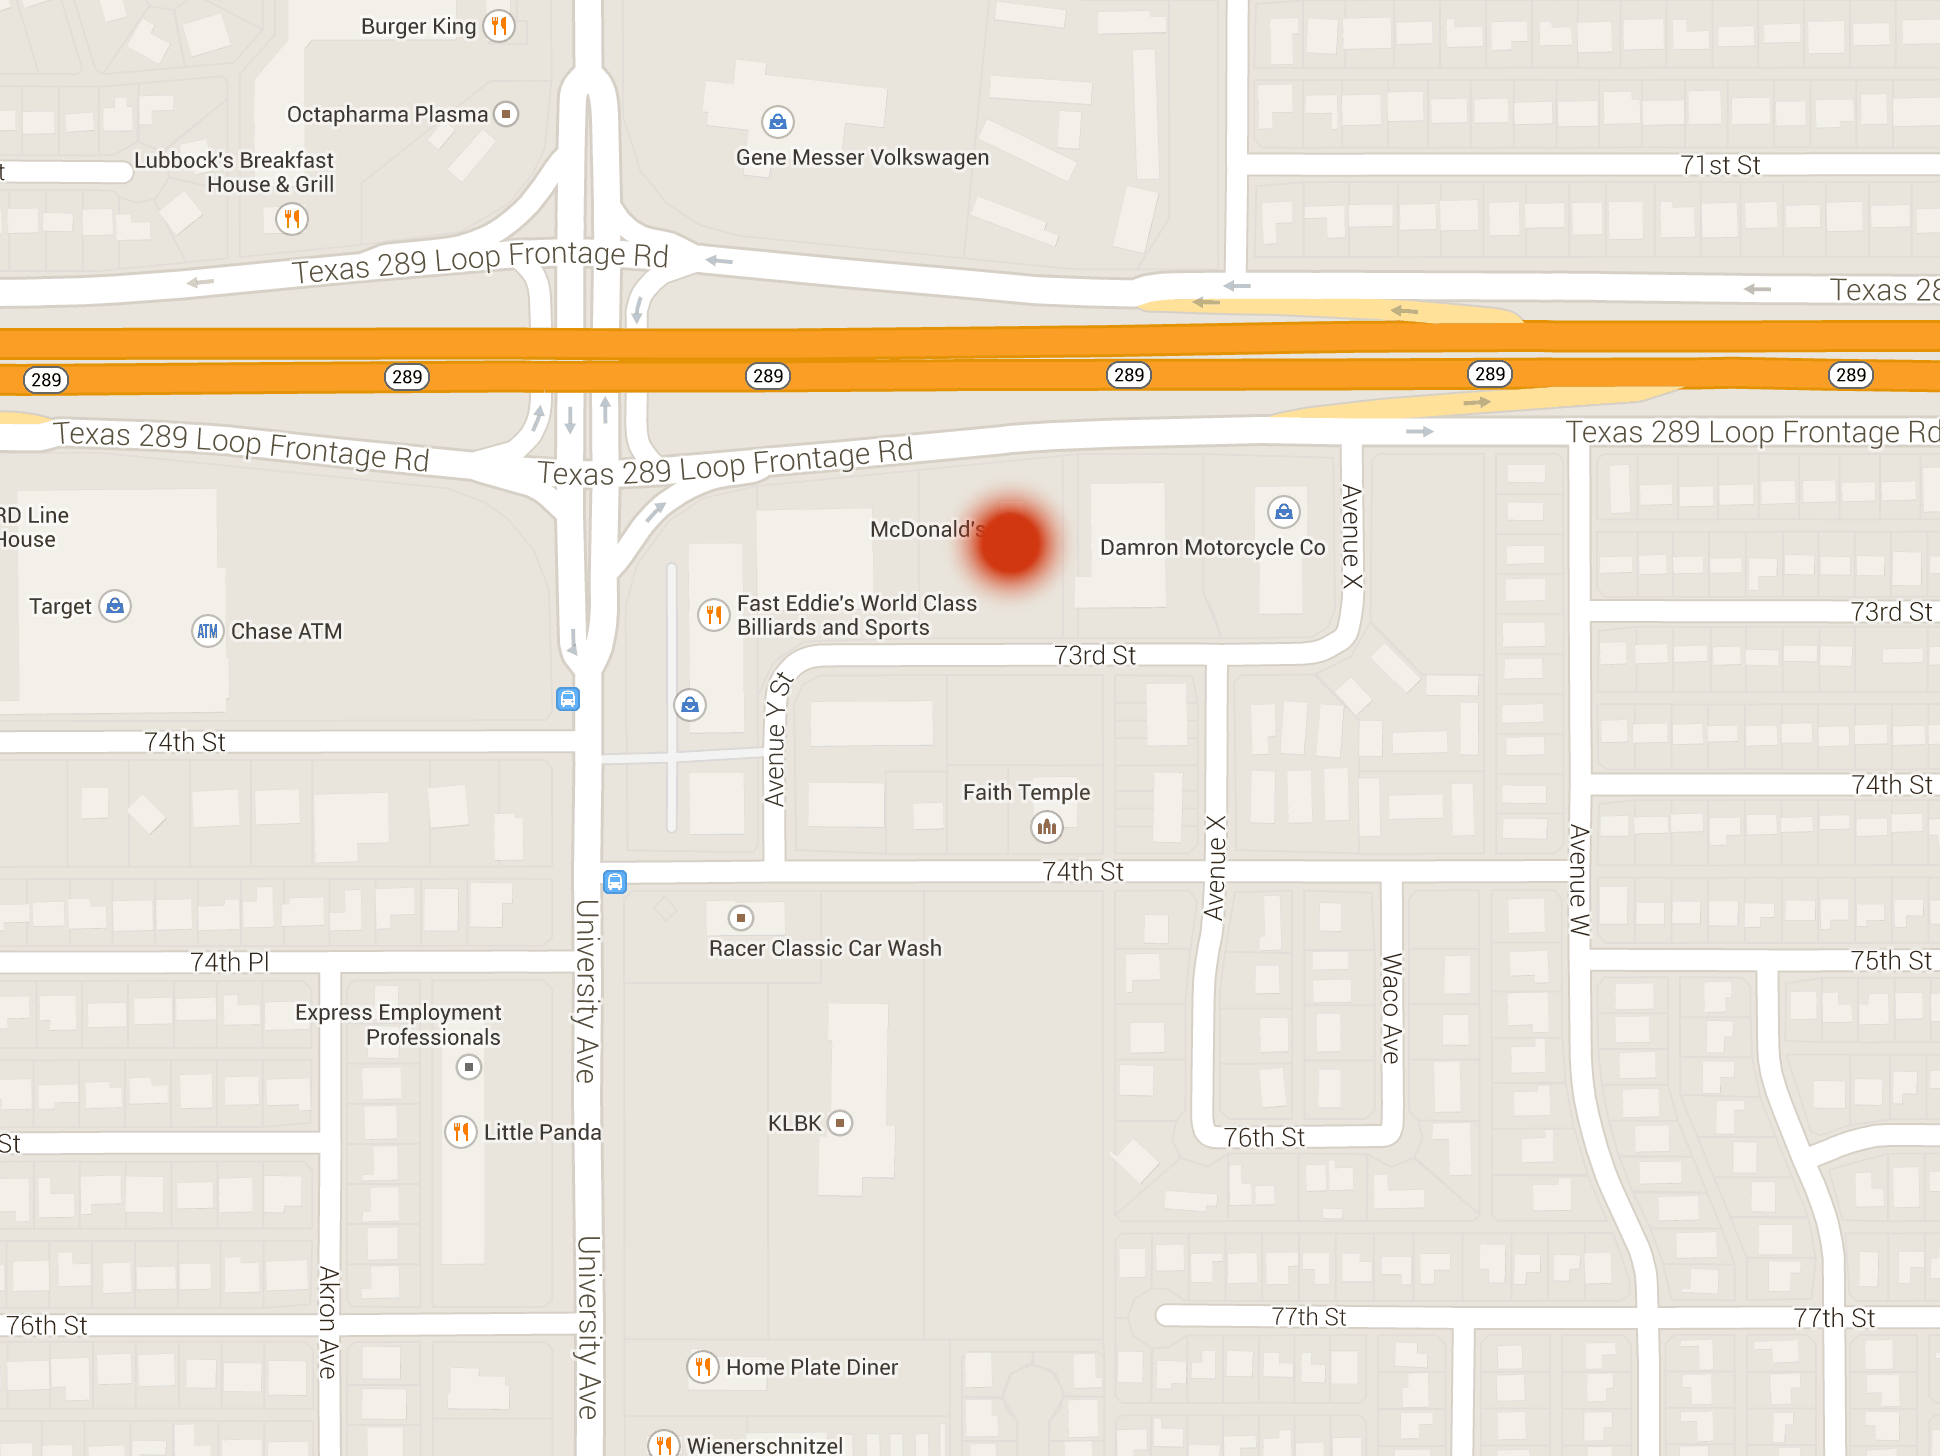 Burger King
Octapharma Plasma
Lubbock's Breakfast
House & Grill
Gene Messer Volkswagen
71st St
t
Texas 289 Loop Frontage Rd
Texas 28
289
289
289
289
289
289
Texas 289 Loop Frontage Rd
Texas 289 Loop Frontage Rd
Texas 289 Loop Frontage Rd
RD Line
House
McDonald's
Damron Motorcycle Co
Avenue X
Target
ATM
Chase ATM
Fast Eddie's World Class
Billiards and Sports
73rd St
73rd St
Avenue Y St
74th St
74th St
Faith Temple
74th St
Avenue X
Avenue W
University Ave
Racer Classic Car Wash
74th Pl
75th St
Waco Ave
Express Employment
Professionals
Little Panda
KLBK
76th St
St
University Ave
Akron Ave
76th St
77th St
77th St
Home Plate Diner
Wienerschnitzel